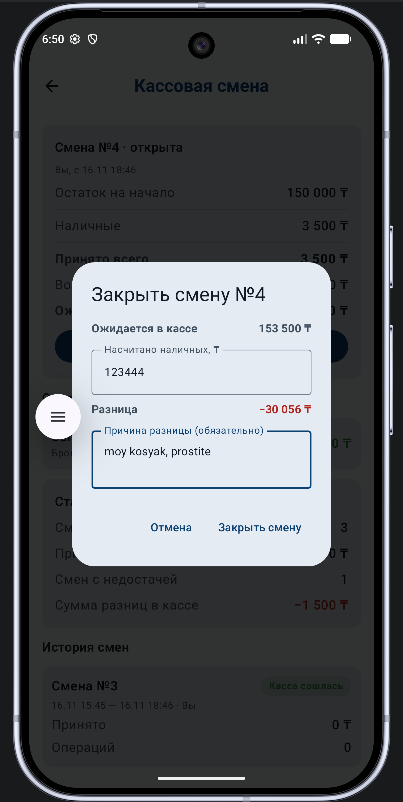 6:50
Кассовая смена
Смена №4 · открыта
Вы, с 16.11 18:46
Остаток на начало 150 000 ₸
Наличные 3 500 ₸
Принято всего 3 500 ₸
Закрыть смену №4
Ожидается в кассе 153 500 ₸
Насчитано наличных, ₸
123444
Разница −30 056 ₸
Причина разницы (обязательно)
moy kosyak, prostite
Отмена Закрыть смену
3
Смен с недостачей 1
Сумма разниц в кассе −1 500 ₸
История смен
Смена №3 Касса сошлась
16.11 15:46 — 16.11 18:46 · Вы
Принято 0 ₸
Операций 0